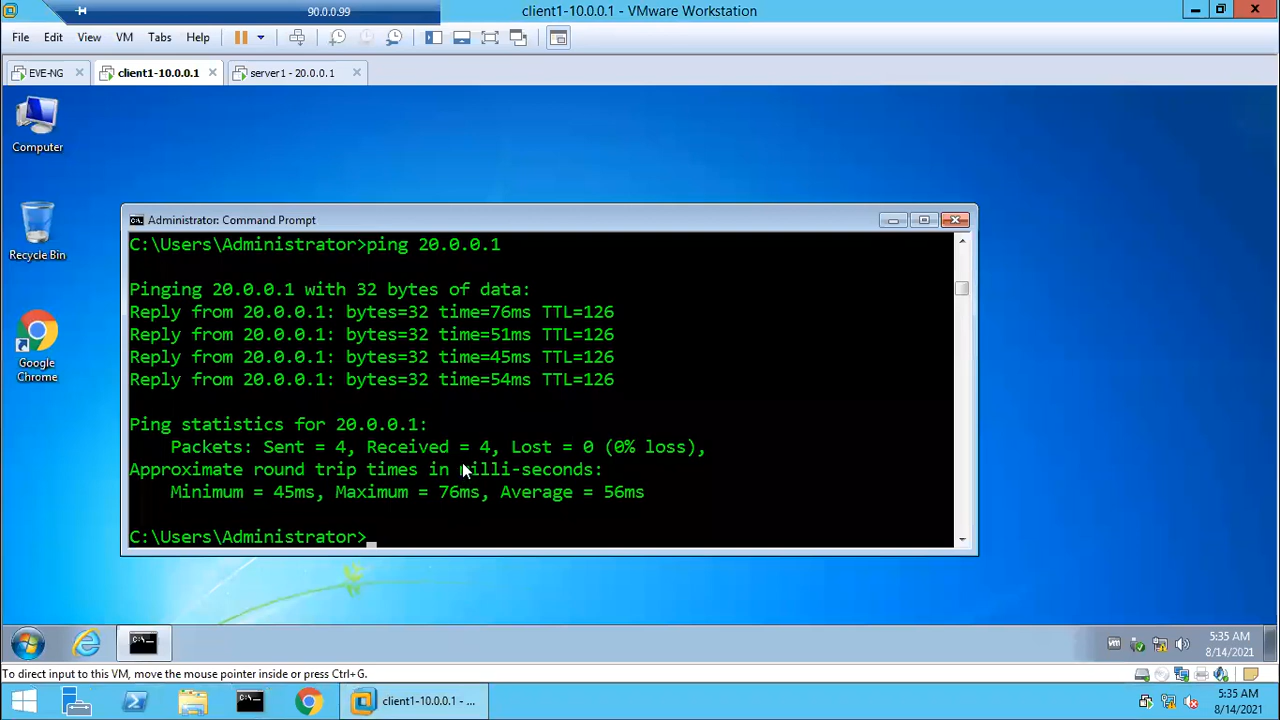 90.0.0.99
client1-10.0.0.1 - VMware Workstation
File Edit View VM Tabs Help
EVE-NG
client1-10.0.0.1
server1 - 20.0.0.1
Computer
Recycle Bin
Google
Chrome
Administrator: Command Prompt
C:\Users\Administrator>ping 20.0.0.1
Pinging 20.0.0.1 with 32 bytes of data:
Reply from 20.0.0.1: bytes=32 time=76ms TTL=126
Reply from 20.0.0.1: bytes=32 time=51ms TTL=126
Reply from 20.0.0.1: bytes=32 time=45ms TTL=126
Reply from 20.0.0.1: bytes=32 time=54ms TTL=126
Ping statistics for 20.0.0.1:
Packets: Sent = 4, Received = 4, Lost = 0 (0% loss),
Approximate round trip times in milli-seconds:
Minimum = 45ms, Maximum = 76ms, Average = 56ms
C:\Users\Administrator>
5:35 AM
8/14/2021
To direct input to this VM, move the mouse pointer inside or press Ctrl+G.
client1-10.0.0.1 - ...
5:35 AM
8/14/2021